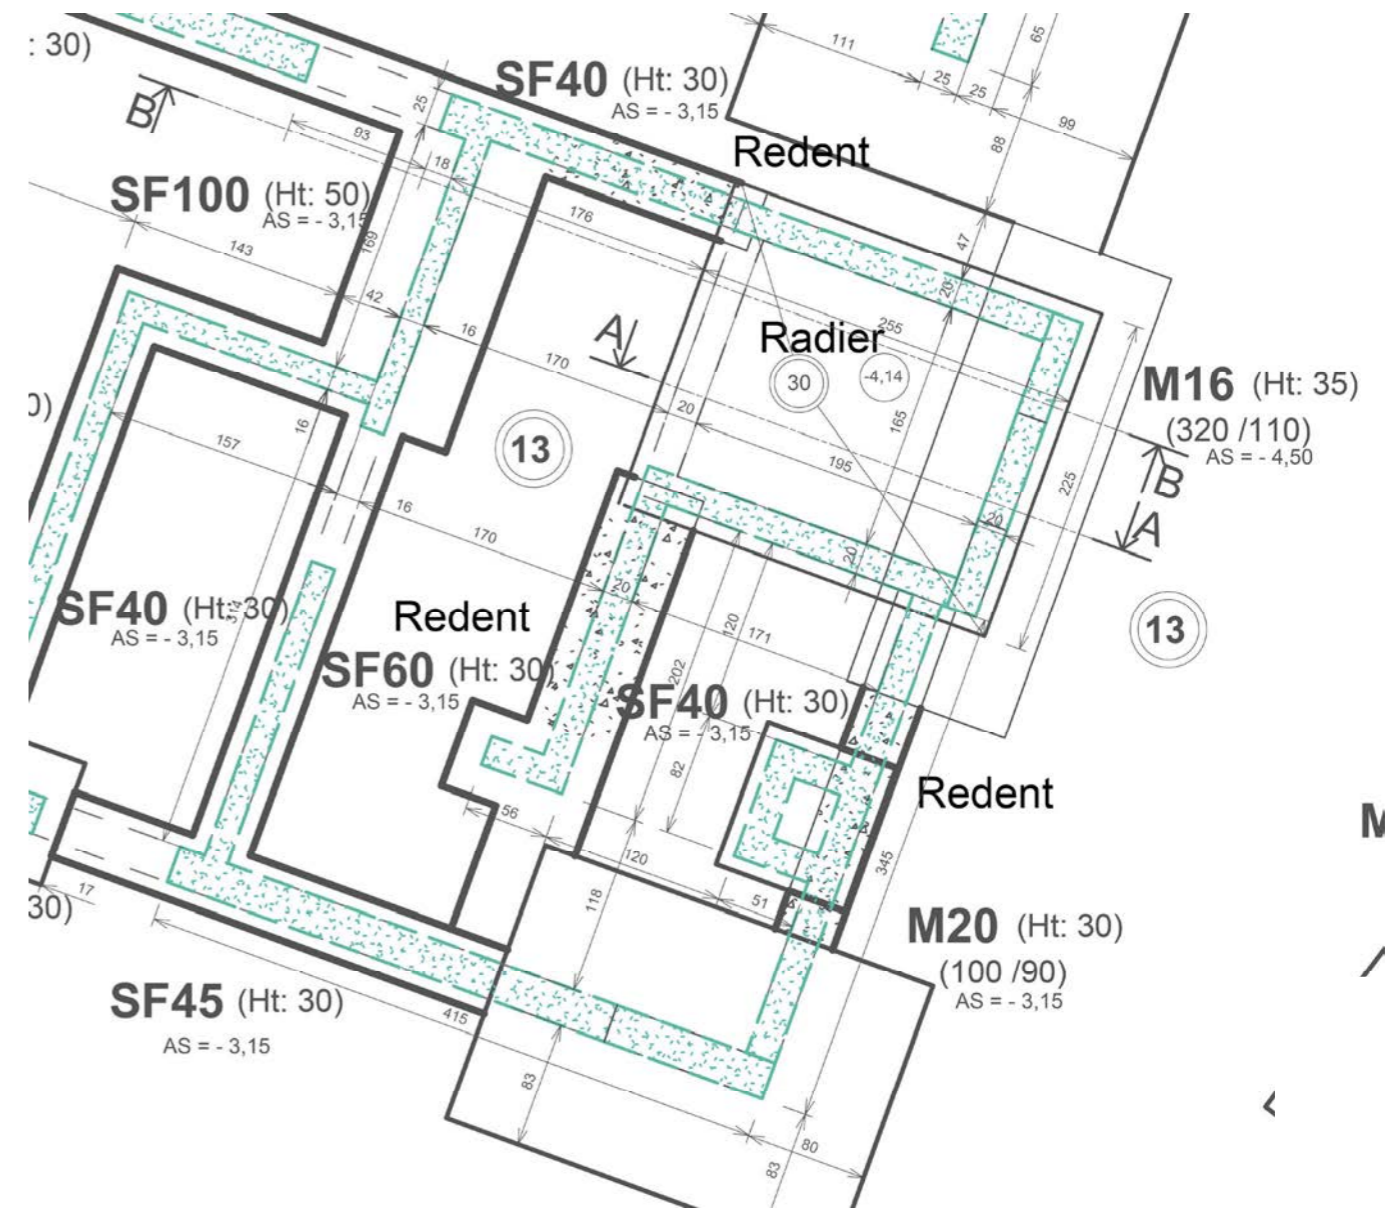 : 30)
SF40 (Ht: 30)
AS = - 3,15
111
65
25
25
99
88
B
93
25
18
Redent
SF100 (Ht: 50)
AS = - 3,15
176
169
143
47
42
20
16
A
255
Radier
30
-4,14
M16 (Ht: 35)
(320 /110)
AS = - 4,50
170
20
165
195
225
B
A
0)
157
16
13
16
170
20
20
20
13
SF40 (Ht: 30)
AS = - 3,15
314
Redent
120
171
SF60 (Ht: 30)
AS = - 3,15
202
SF40 (Ht: 30)
AS = - 3,15
82
Redent
56
120
51
345
118
17
30)
M20 (Ht: 30)
(100 /90)
AS = - 3,15
SF45 (Ht: 30)
AS = - 3,15
415
83
80
83
M